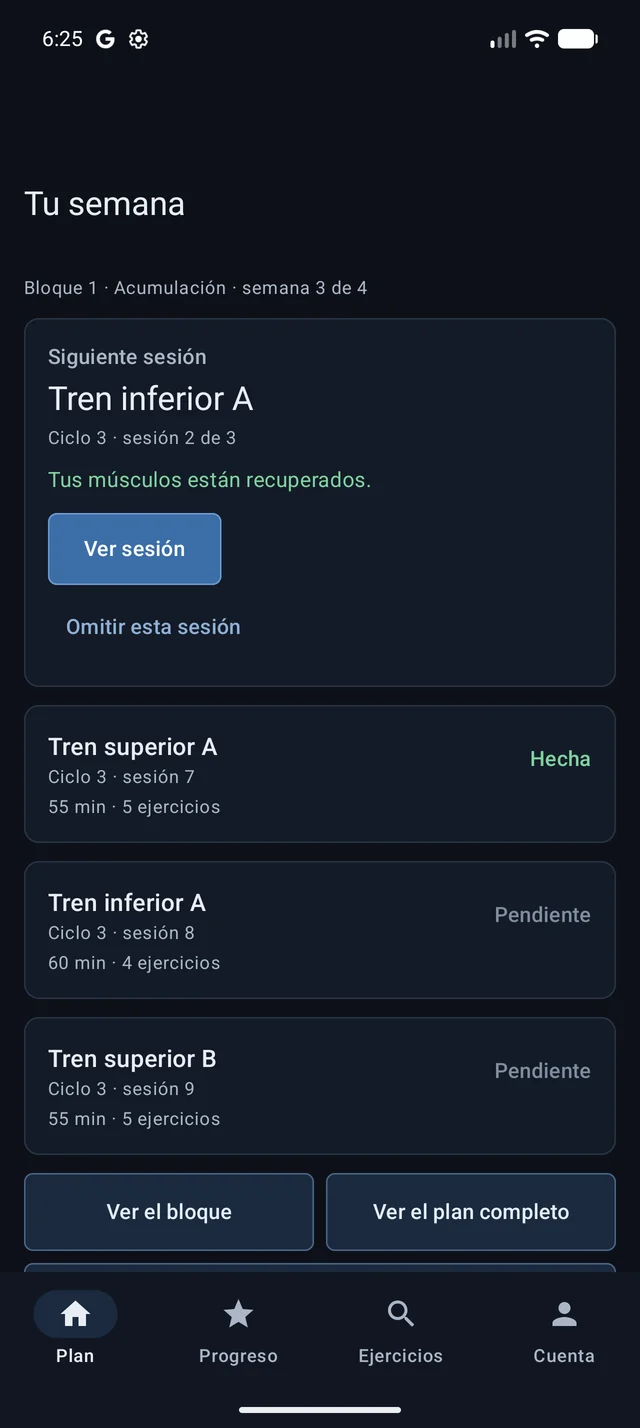 6:25
Tu semana
Bloque 1 · Acumulación · semana 3 de 4
Siguiente sesión
Tren inferior A
Ciclo 3 · sesión 2 de 3
Tus músculos están recuperados.
Ver sesión
Omitir esta sesión
Tren superior A
Hecha
Ciclo 3 · sesión 7
55 min · 5 ejercicios
Tren inferior A
Pendiente
Ciclo 3 · sesión 8
60 min · 4 ejercicios
Tren superior B
Pendiente
Ciclo 3 · sesión 9
55 min · 5 ejercicios
Ver el bloque
Ver el plan completo
Plan
Progreso
Ejercicios
Cuenta